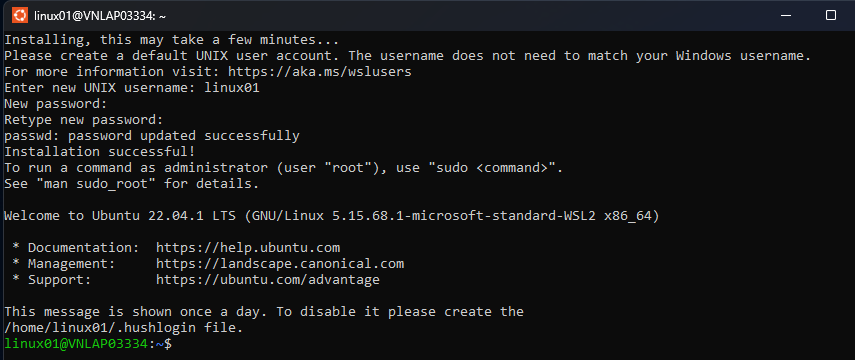 linux01@VNLAP03334: ~
Installing, this may take a few minutes...
Please create a default UNIX user account. The username does not need to match your Windows username.
For more information visit: https://aka.ms/wslusers
Enter new UNIX username: linux01
New password:
Retype new password:
passwd: password updated successfully
Installation successful!
To run a command as administrator (user "root"), use "sudo <command>".
See "man sudo_root" for details.

Welcome to Ubuntu 22.04.1 LTS (GNU/Linux 5.15.68.1-microsoft-standard-WSL2 x86_64)

 * Documentation:  https://help.ubuntu.com
 * Management:     https://landscape.canonical.com
 * Support:        https://ubuntu.com/advantage

This message is shown once a day. To disable it please create the
/home/linux01/.hushlogin file.
linux01@VNLAP03334:~$